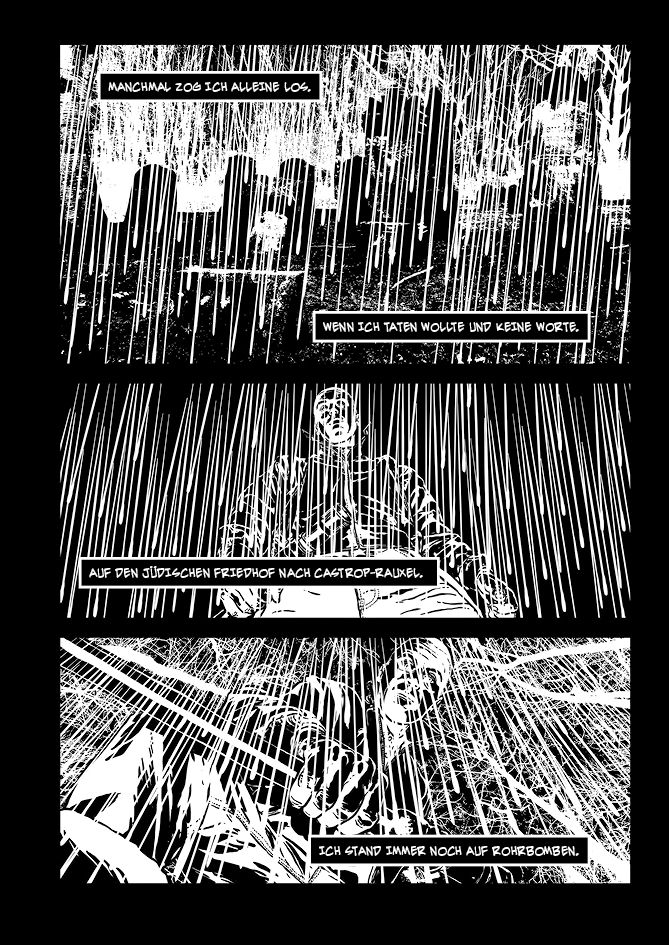 MANCHMAL ZOG ICH ALLEINE LOS.
WENN ICH TATEN WOLLTE UND KEINE WORTE.
AUF DEN JÜDISCHEN FRIEDHOF NACH CASTROP-RAUXEL.
ICH STAND IMMER NOCH AUF ROHRBOMBEN.